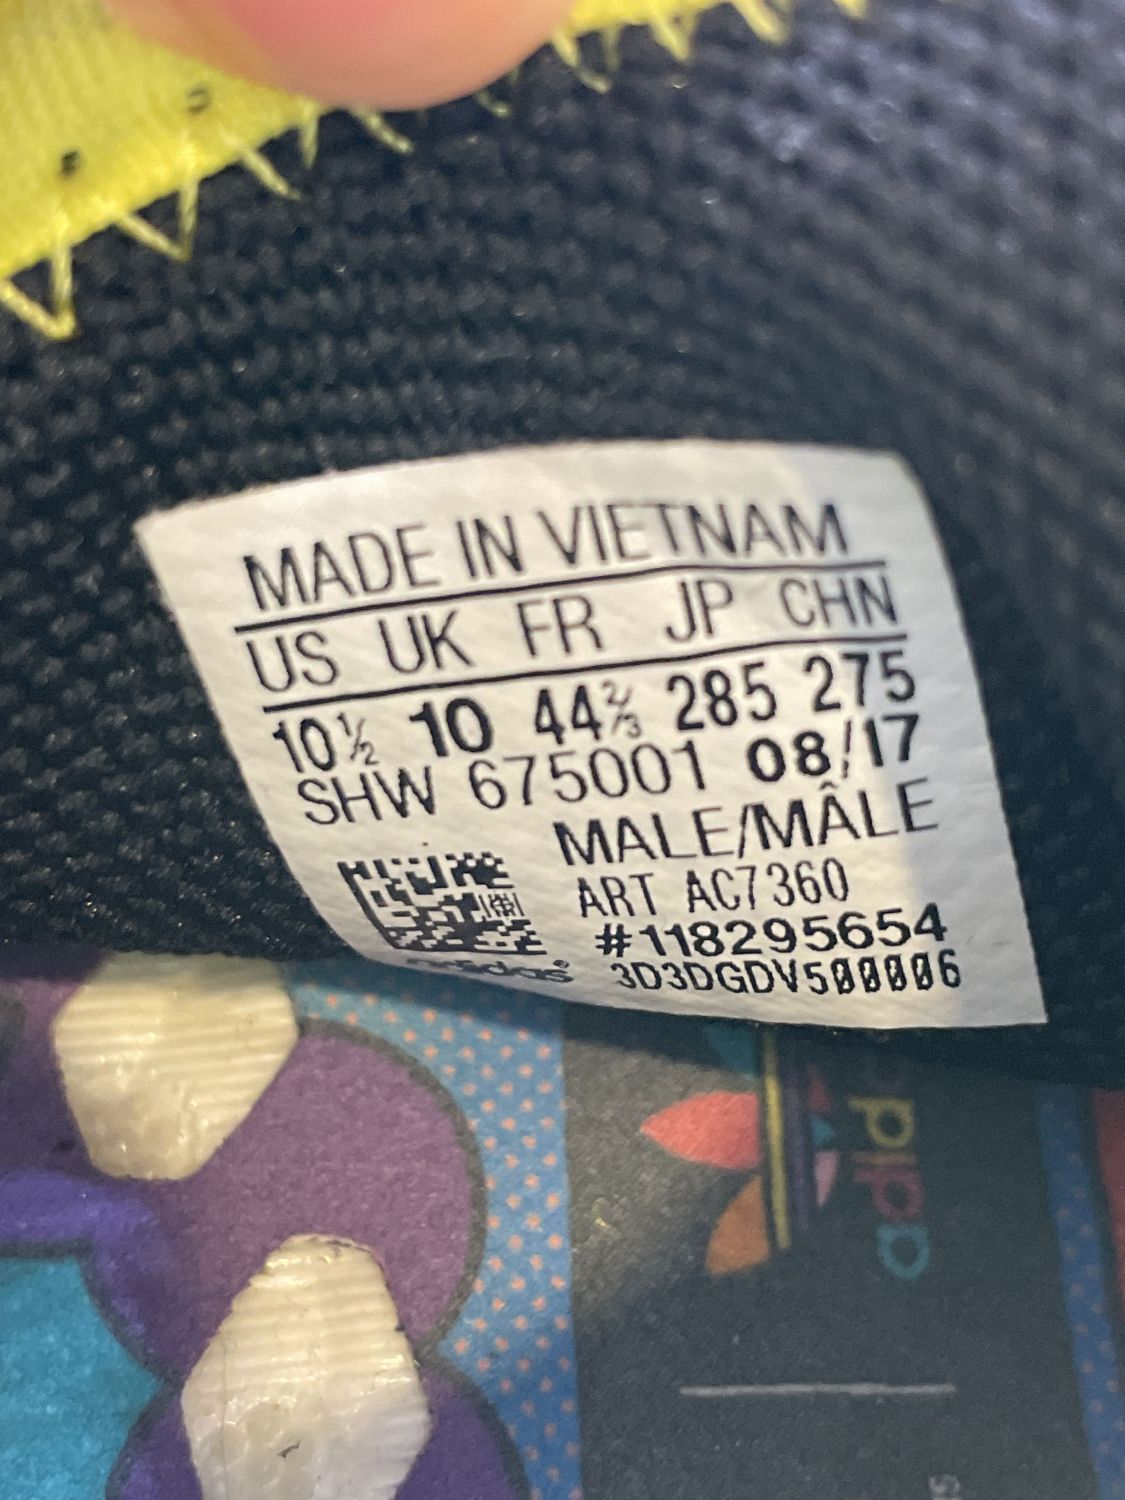 MADE IN VIETNAM
US UK FR JP CHN
10½ 10 44⅔ 285 275
SHW 675001 08/17
MALE/MÂLE
ART AC7360
#118295654
adidas® 3D3DGDV500006